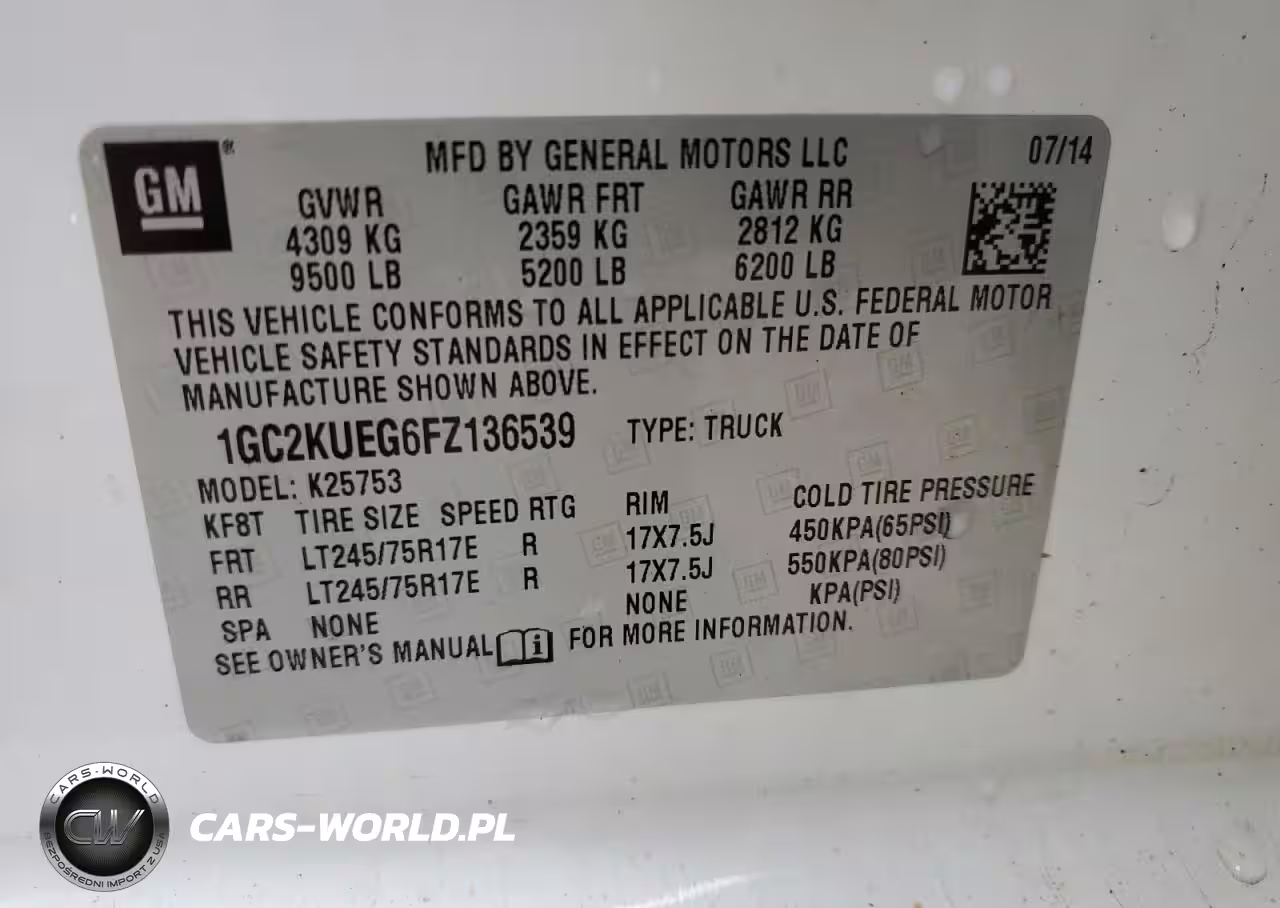 GM®
MFD BY GENERAL MOTORS LLC 07/14
GVWR GAWR FRT GAWR RR
4309 KG 2359 KG 2812 KG
9500 LB 5200 LB 6200 LB
THIS VEHICLE CONFORMS TO ALL APPLICABLE U.S. FEDERAL MOTOR
VEHICLE SAFETY STANDARDS IN EFFECT ON THE DATE OF
MANUFACTURE SHOWN ABOVE.
1GC2KUEG6FZ136539 TYPE: TRUCK
MODEL: K25753
KF8T TIRE SIZE SPEED RTG RIM COLD TIRE PRESSURE
FRT LT245/75R17E R 17X7.5J 450KPA(65PSI)
RR LT245/75R17E R 17X7.5J 550KPA(80PSI)
SPA NONE NONE KPA(PSI)
SEE OWNER'S MANUAL i FOR MORE INFORMATION.
CARS-WORLD
CW
BEZPOŚREDNI IMPORT Z USA
CARS-WORLD.PL